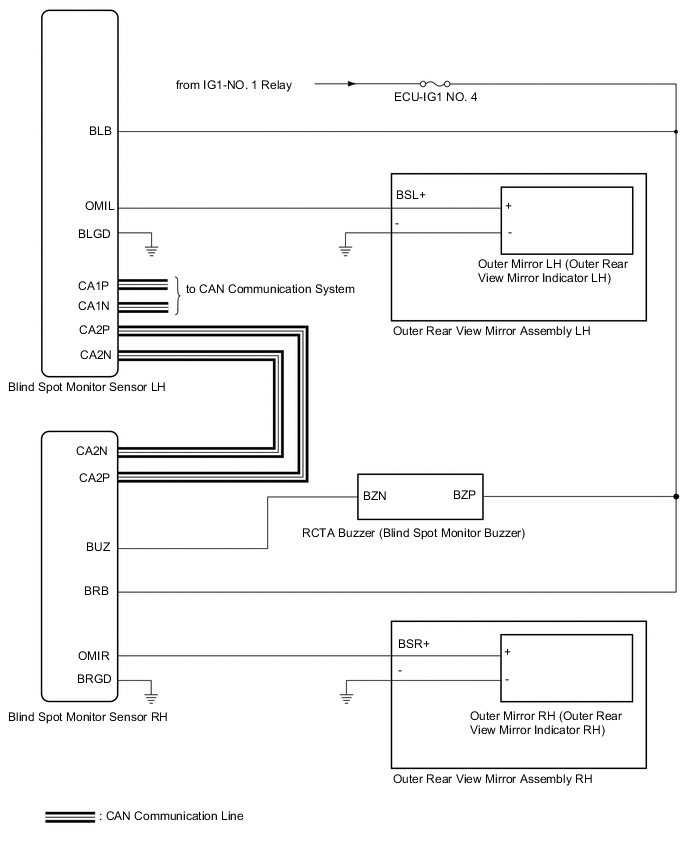 from IG1-NO. 1 Relay
ECU-IG1 NO. 4
BLB
BSL+
OMIL
+
-
BLGD
-
Outer Mirror LH (Outer Rear
View Mirror Indicator LH)
CA1P
to CAN Communication System
CA1N
CA2P
Outer Rear View Mirror Assembly LH
CA2N
Blind Spot Monitor Sensor LH
CA2N
CA2P
BZN
BZP
RCTA Buzzer (Blind Spot Monitor Buzzer)
BUZ
BRB
BSR+
OMIR
+
-
BRGD
-
Outer Mirror RH (Outer Rear
View Mirror Indicator RH)
Blind Spot Monitor Sensor RH
Outer Rear View Mirror Assembly RH
: CAN Communication Line